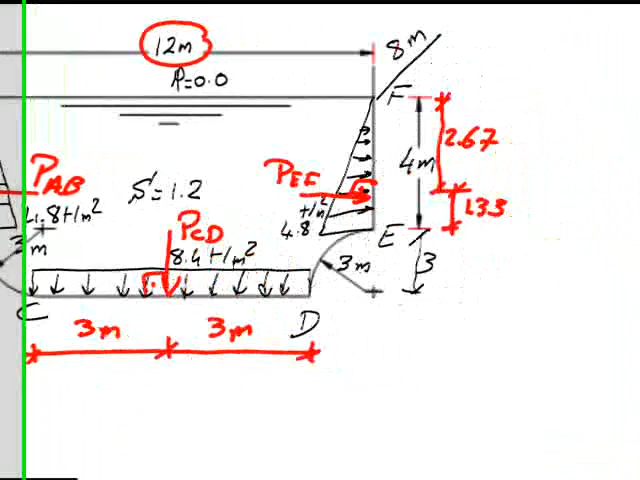 12m
8m
P=0.0
F
2.67
4m
P_EF
P_AB
S=1.2
t/m²
1.33
4.8t/m²
4.8
P_CD
E
3m
8.4t/m²
3m
3
C
D
3m
3m